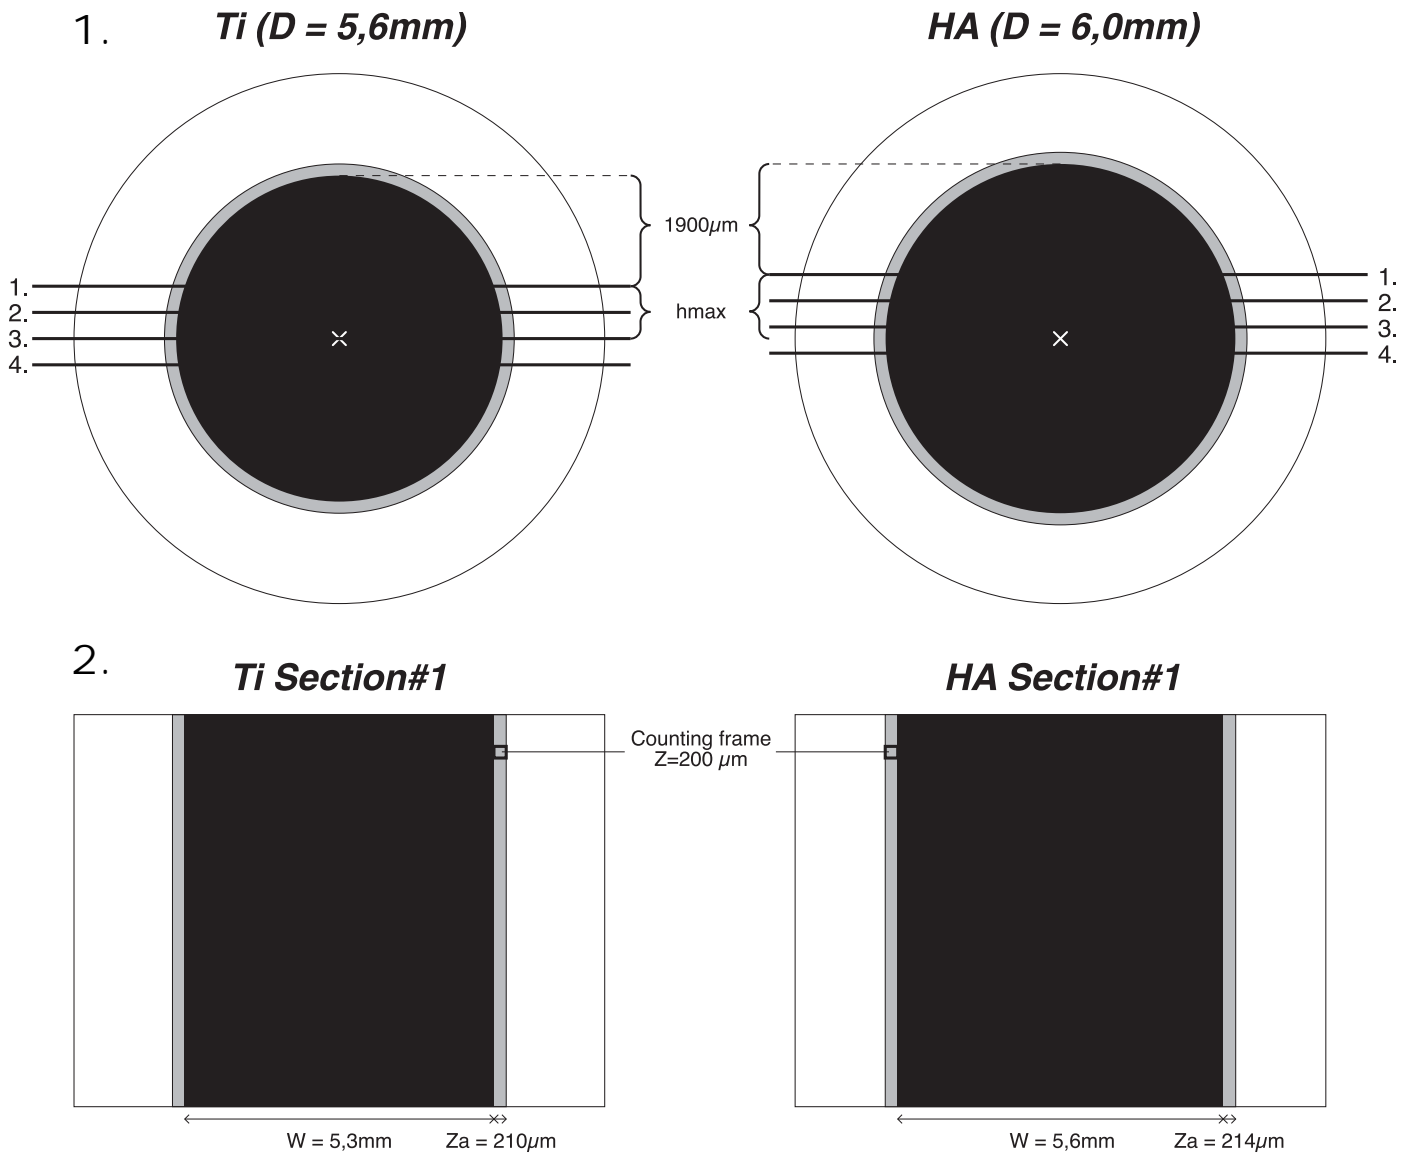 1.
Ti (D = 5,6mm)
HA (D = 6,0mm)
1900µm
hmax
1.
2.
3.
4.
1.
2.
3.
4.
2.
Ti Section#1
HA Section#1
Counting frame
Z=200 µm
W = 5,3mm
Za = 210µm
W = 5,6mm
Za = 214µm